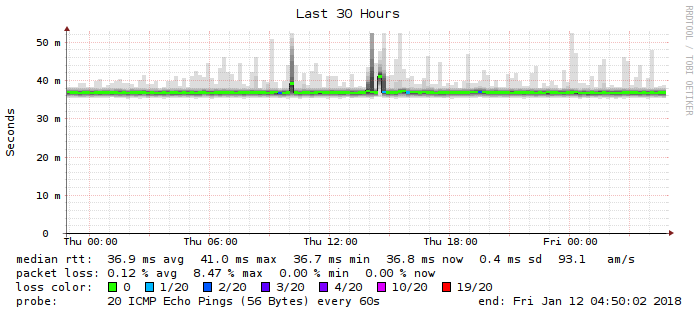 Last 30 Hours
RRDTOOL / TOBI OETIKER
Seconds
50 m
40 m
30 m
20 m
10 m
0
Thu 00:00 Thu 06:00 Thu 12:00 Thu 18:00 Fri 00:00
median rtt: 36.9 ms avg 41.0 ms max 36.7 ms min 36.8 ms now 0.4 ms sd 93.1 am/s
packet loss: 0.12 % avg 8.47 % max 0.00 % min 0.00 % now
loss color: 0 1/20 2/20 3/20 4/20 10/20 19/20
probe: 20 ICMP Echo Pings (56 Bytes) every 60s end: Fri Jan 12 04:50:02 2018